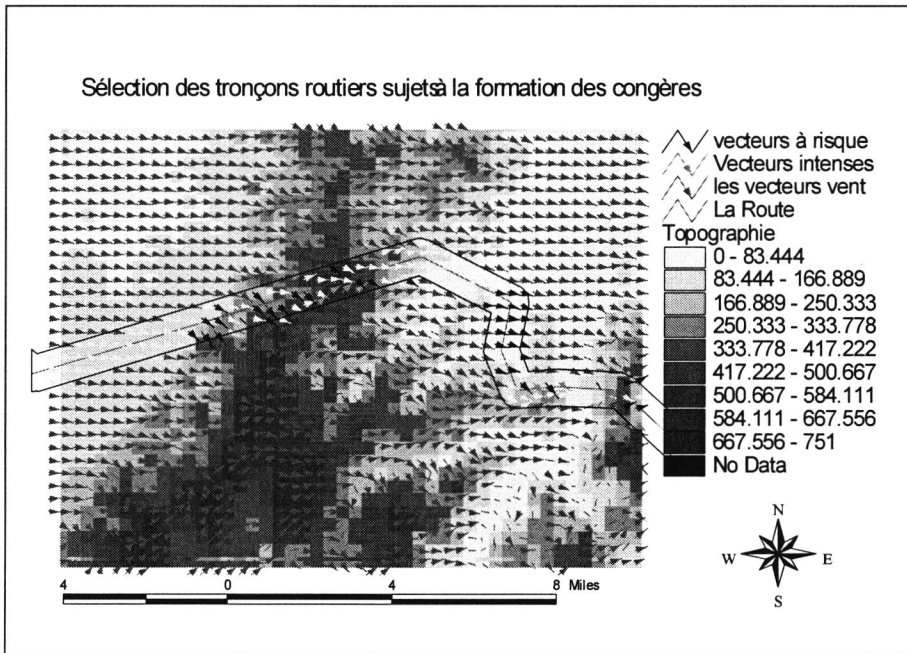 Sélection des tronçons routiers sujetsà la formation des congères
vecteurs à risque
Vecteurs intenses
les vecteurs vent
La Route
Topographie
0 - 83.444
83.444 - 166.889
166.889 - 250.333
250.333 - 333.778
333.778 - 417.222
417.222 - 500.667
500.667 - 584.111
584.111 - 667.556
667.556 - 751
No Data
N
W E
S
4 0 4 8 Miles